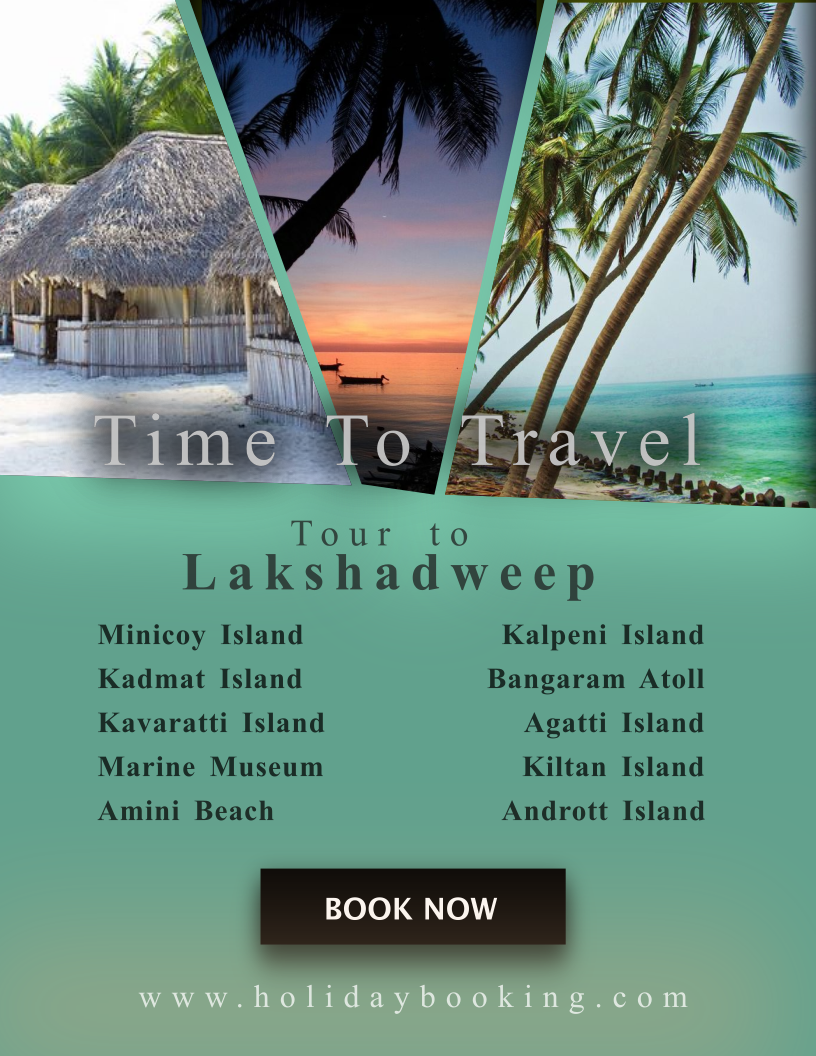 Time To Travel
Tour to
Lakshadweep
Minicoy Island
Kadmat Island
Kavaratti Island
Marine Museum
Amini Beach
Kalpeni Island
Bangaram Atoll
Agatti Island
Kiltan Island
Andrott Island
BOOK NOW
www.holidaybooking.com